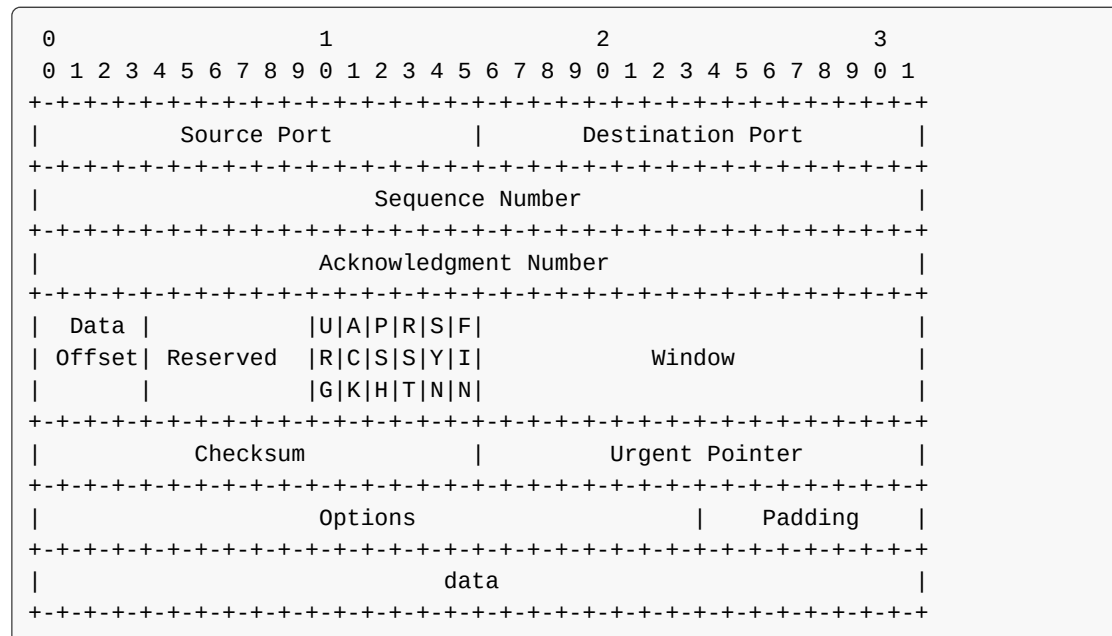 0                   1                   2                   3
 0 1 2 3 4 5 6 7 8 9 0 1 2 3 4 5 6 7 8 9 0 1 2 3 4 5 6 7 8 9 0 1
+-+-+-+-+-+-+-+-+-+-+-+-+-+-+-+-+-+-+-+-+-+-+-+-+-+-+-+-+-+-+-+-+
|          Source Port          |       Destination Port        |
+-+-+-+-+-+-+-+-+-+-+-+-+-+-+-+-+-+-+-+-+-+-+-+-+-+-+-+-+-+-+-+-+
|                        Sequence Number                        |
+-+-+-+-+-+-+-+-+-+-+-+-+-+-+-+-+-+-+-+-+-+-+-+-+-+-+-+-+-+-+-+-+
|                    Acknowledgment Number                      |
+-+-+-+-+-+-+-+-+-+-+-+-+-+-+-+-+-+-+-+-+-+-+-+-+-+-+-+-+-+-+-+-+
|  Data |           |U|A|P|R|S|F|                               |
| Offset| Reserved  |R|C|S|S|Y|I|            Window             |
|       |           |G|K|H|T|N|N|                               |
+-+-+-+-+-+-+-+-+-+-+-+-+-+-+-+-+-+-+-+-+-+-+-+-+-+-+-+-+-+-+-+-+
|           Checksum            |         Urgent Pointer        |
+-+-+-+-+-+-+-+-+-+-+-+-+-+-+-+-+-+-+-+-+-+-+-+-+-+-+-+-+-+-+-+-+
|                    Options                    |    Padding    |
+-+-+-+-+-+-+-+-+-+-+-+-+-+-+-+-+-+-+-+-+-+-+-+-+-+-+-+-+-+-+-+-+
|                             data                              |
+-+-+-+-+-+-+-+-+-+-+-+-+-+-+-+-+-+-+-+-+-+-+-+-+-+-+-+-+-+-+-+-+